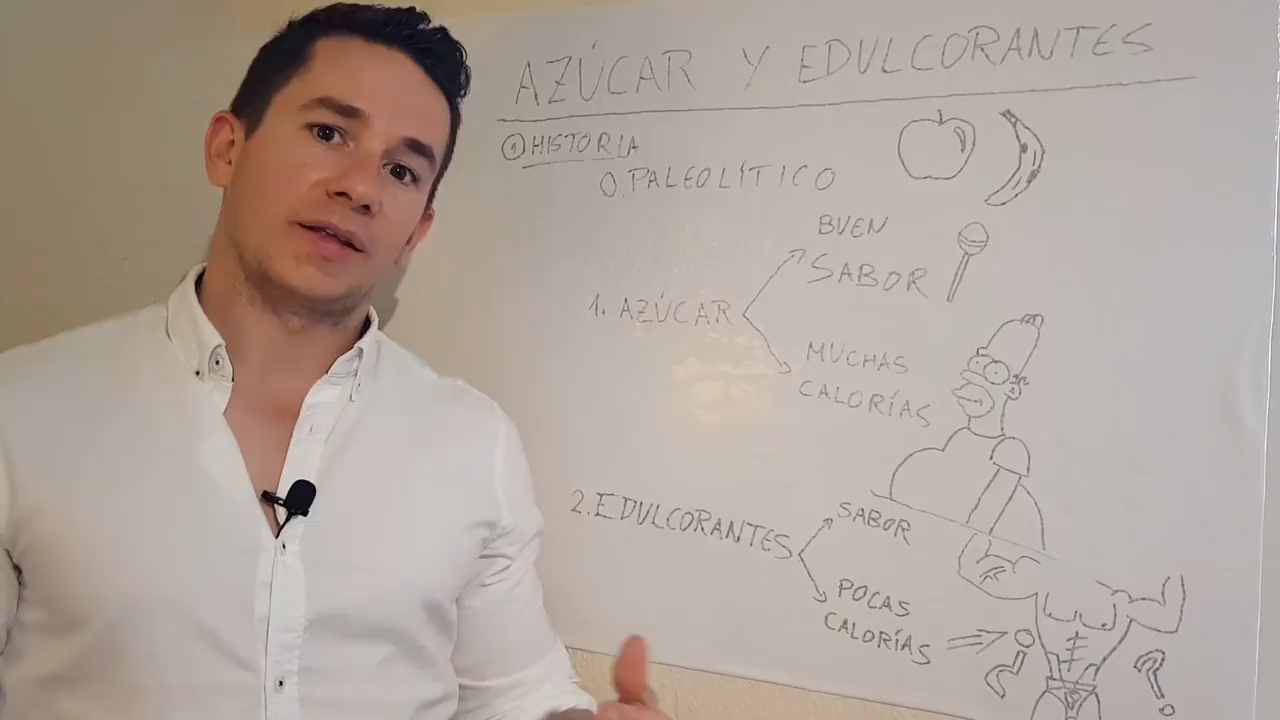 AZÚCAR Y EDULCORANTES
① HISTORIA
0. PALEOLÍTICO
BUEN
SABOR
1. AZÚCAR
MUCHAS
CALORÍAS
2. EDULCORANTES
SABOR
POCAS
CALORÍAS
¿ ?